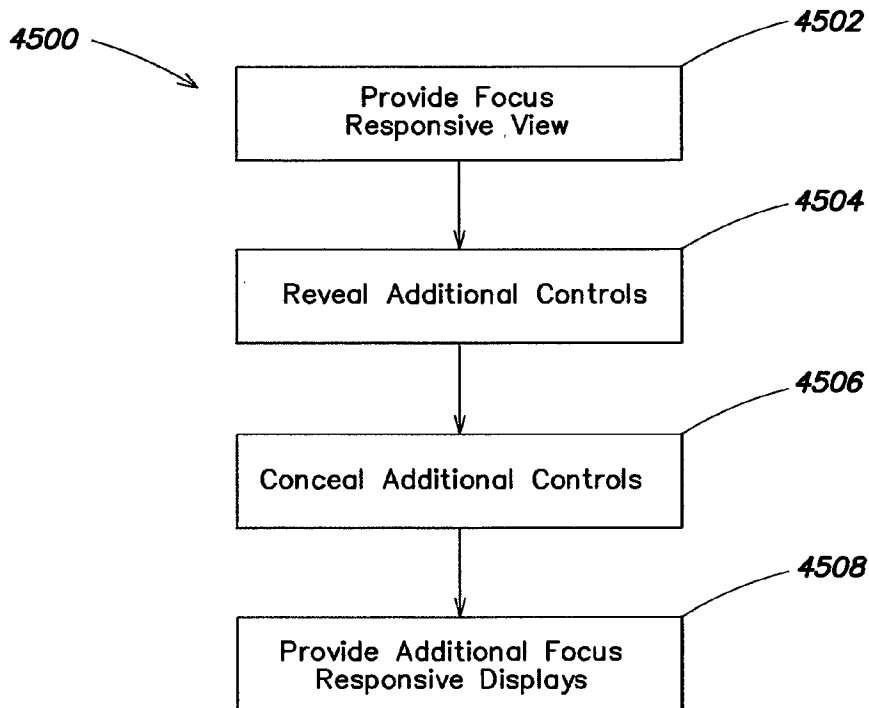 4500
4502
Provide Focus
Responsive View
4504
Reveal Additional Controls
4506
Conceal Additional Controls
4508
Provide Additional Focus
Responsive Displays